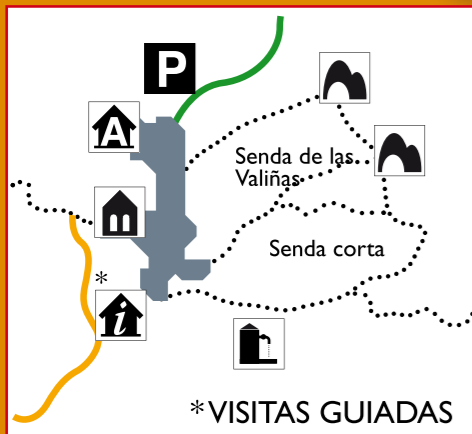 P
A
Senda de las
Valiñas
Senda corta
*
i
* VISITAS GUIADAS